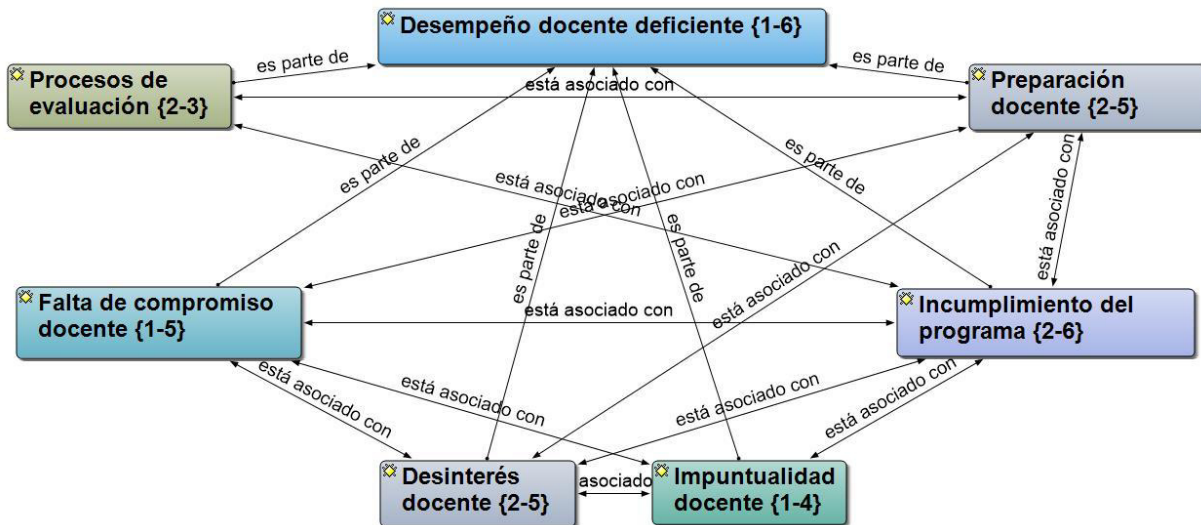 Desempeño docente deficiente {1-6}
es parte de
es parte de
Procesos de
evaluación {2-3}
está asociado con
Preparación
docente {2-5}
es parte de
está asociado con
está asociado con
es parte de
está asociado con
es parte de
es parte de
está asociado con
Falta de compromiso
docente {1-5}
está asociado con
Incumplimiento del
programa {2-6}
está asociado con
está asociado con
está asociado con
está asociado con
Desinterés
docente {2-5}
asociado
Impuntualidad
docente {1-4}